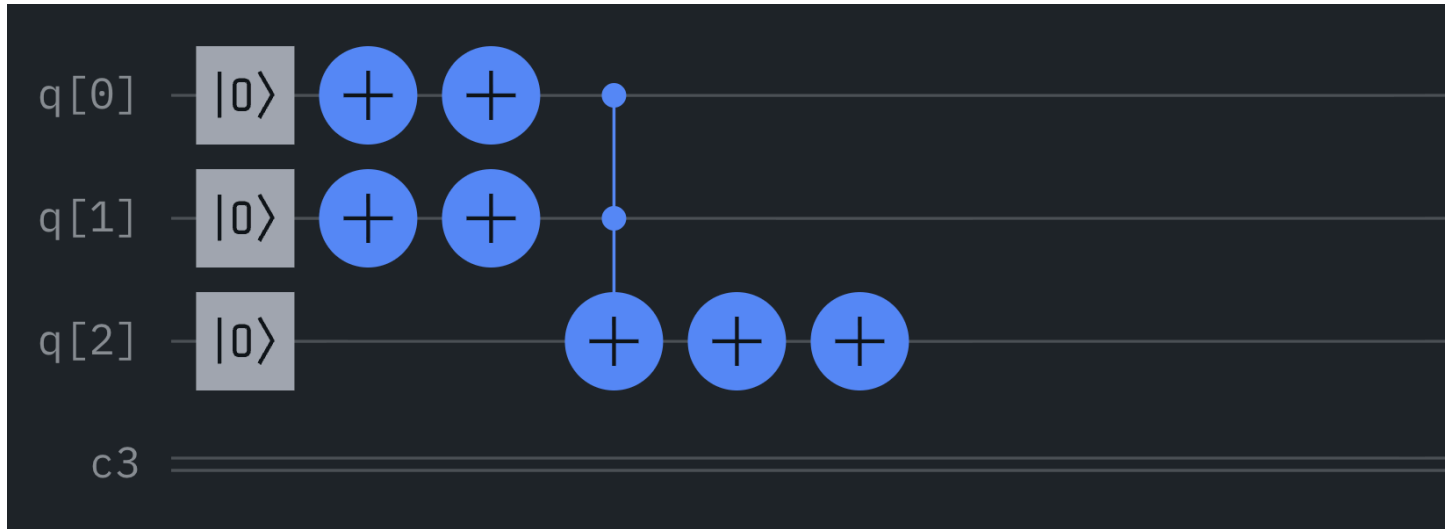 q[0] |0⟩ + +
q[1] |0⟩ + +
q[2] |0⟩ + + +
c3